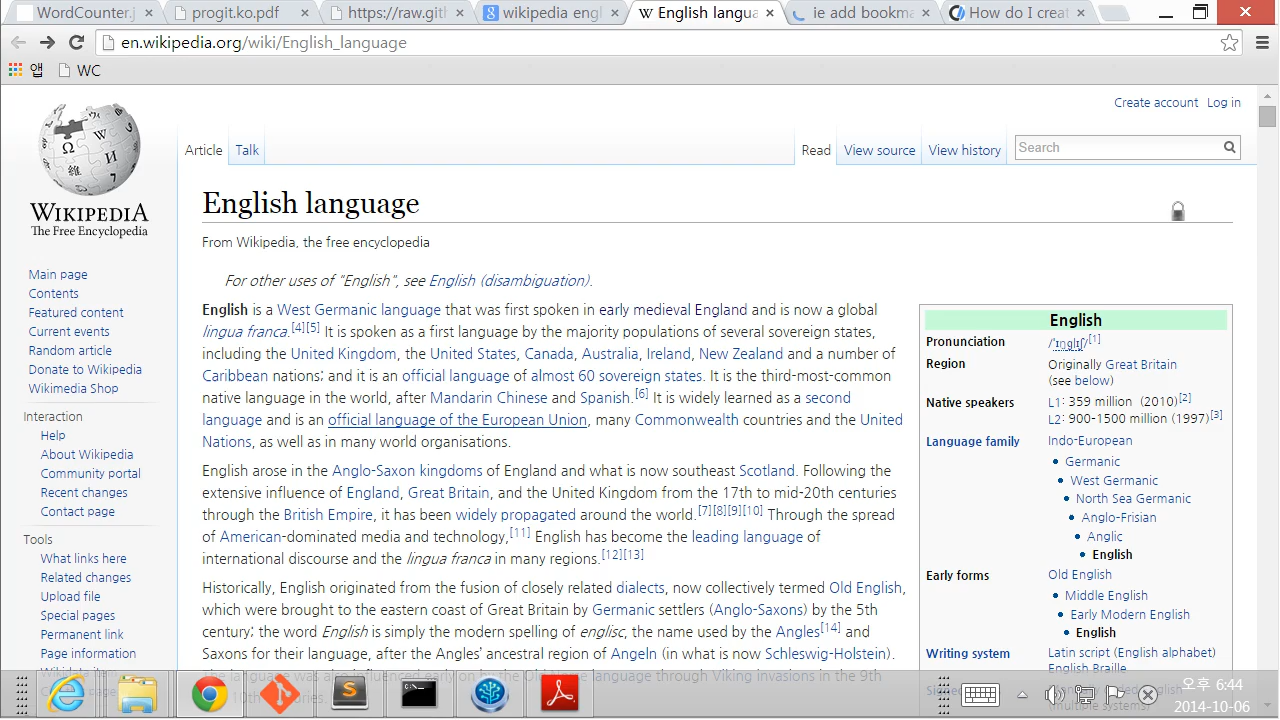 WordCounter.j
progit.ko.pdf
https://raw.gitl
wikipedia engl
English langua
ie add bookma
How do I creat
en.wikipedia.org/wiki/English_language
앱
WC
Create account
Log in
Article
Talk
Read
View source
View history
Search
WIKIPEDIA
The Free Encyclopedia
Main page
Contents
Featured content
Current events
Random article
Donate to Wikipedia
Wikimedia Shop
Interaction
Help
About Wikipedia
Community portal
Recent changes
Contact page
Tools
What links here
Related changes
Upload file
Special pages
Permanent link
Page information
English language
From Wikipedia, the free encyclopedia
For other uses of "English", see English (disambiguation).
English is a West Germanic language that was first spoken in early medieval England and is now a global
lingua franca.[4][5] It is spoken as a first language by the majority populations of several sovereign states,
including the United Kingdom, the United States, Canada, Australia, Ireland, New Zealand and a number of
Caribbean nations; and it is an official language of almost 60 sovereign states. It is the third-most-common
native language in the world, after Mandarin Chinese and Spanish.[6] It is widely learned as a second
language and is an official language of the European Union, many Commonwealth countries and the United
Nations, as well as in many world organisations.
English arose in the Anglo-Saxon kingdoms of England and what is now southeast Scotland. Following the
extensive influence of England, Great Britain, and the United Kingdom from the 17th to mid-20th centuries
through the British Empire, it has been widely propagated around the world.[7][8][9][10] Through the spread
of American-dominated media and technology,[11] English has become the leading language of
international discourse and the lingua franca in many regions.[12][13]
Historically, English originated from the fusion of closely related dialects, now collectively termed Old English,
which were brought to the eastern coast of Great Britain by Germanic settlers (Anglo-Saxons) by the 5th
century; the word English is simply the modern spelling of englisc, the name used by the Angles[14] and
Saxons for their language, after the Angles' ancestral region of Angeln (in what is now Schleswig-Holstein).
The language was also influenced early on by the Old Norse language through Viking invasions in the 9th
English
Pronunciation /ˈɪŋɡlɪʃ/[1]
Region Originally Great Britain
(see below)
Native speakers L1: 359 million (2010)[2]
L2: 900-1500 million (1997)[3]
Language family Indo-European
Germanic
West Germanic
North Sea Germanic
Anglo-Frisian
Anglic
English
Early forms Old English
Middle English
Early Modern English
English
Writing system Latin script (English alphabet)
English Braille
오후 6:44
2014-10-06